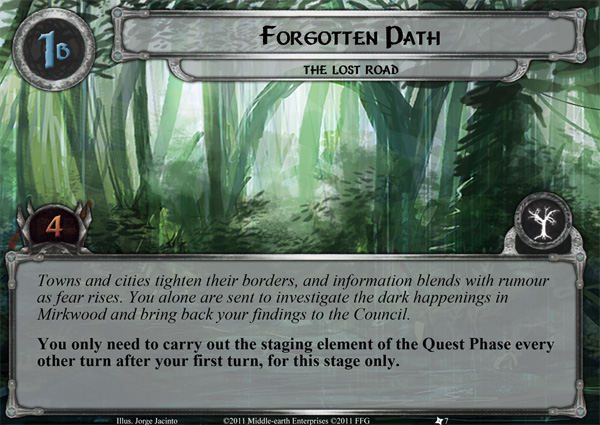 1B
Forgotten Path
The Lost Road
4
Towns and cities tighten their borders, and information blends with rumour
as fear rises. You alone are sent to investigate the dark happenings in
Mirkwood and bring back your findings to the Council.
You only need to carry out the staging element of the Quest Phase every
other turn after your first turn, for this stage only.
Illus. Jorge Jacinto ©2011 Middle-earth Enterprises ©2011 FFG 7